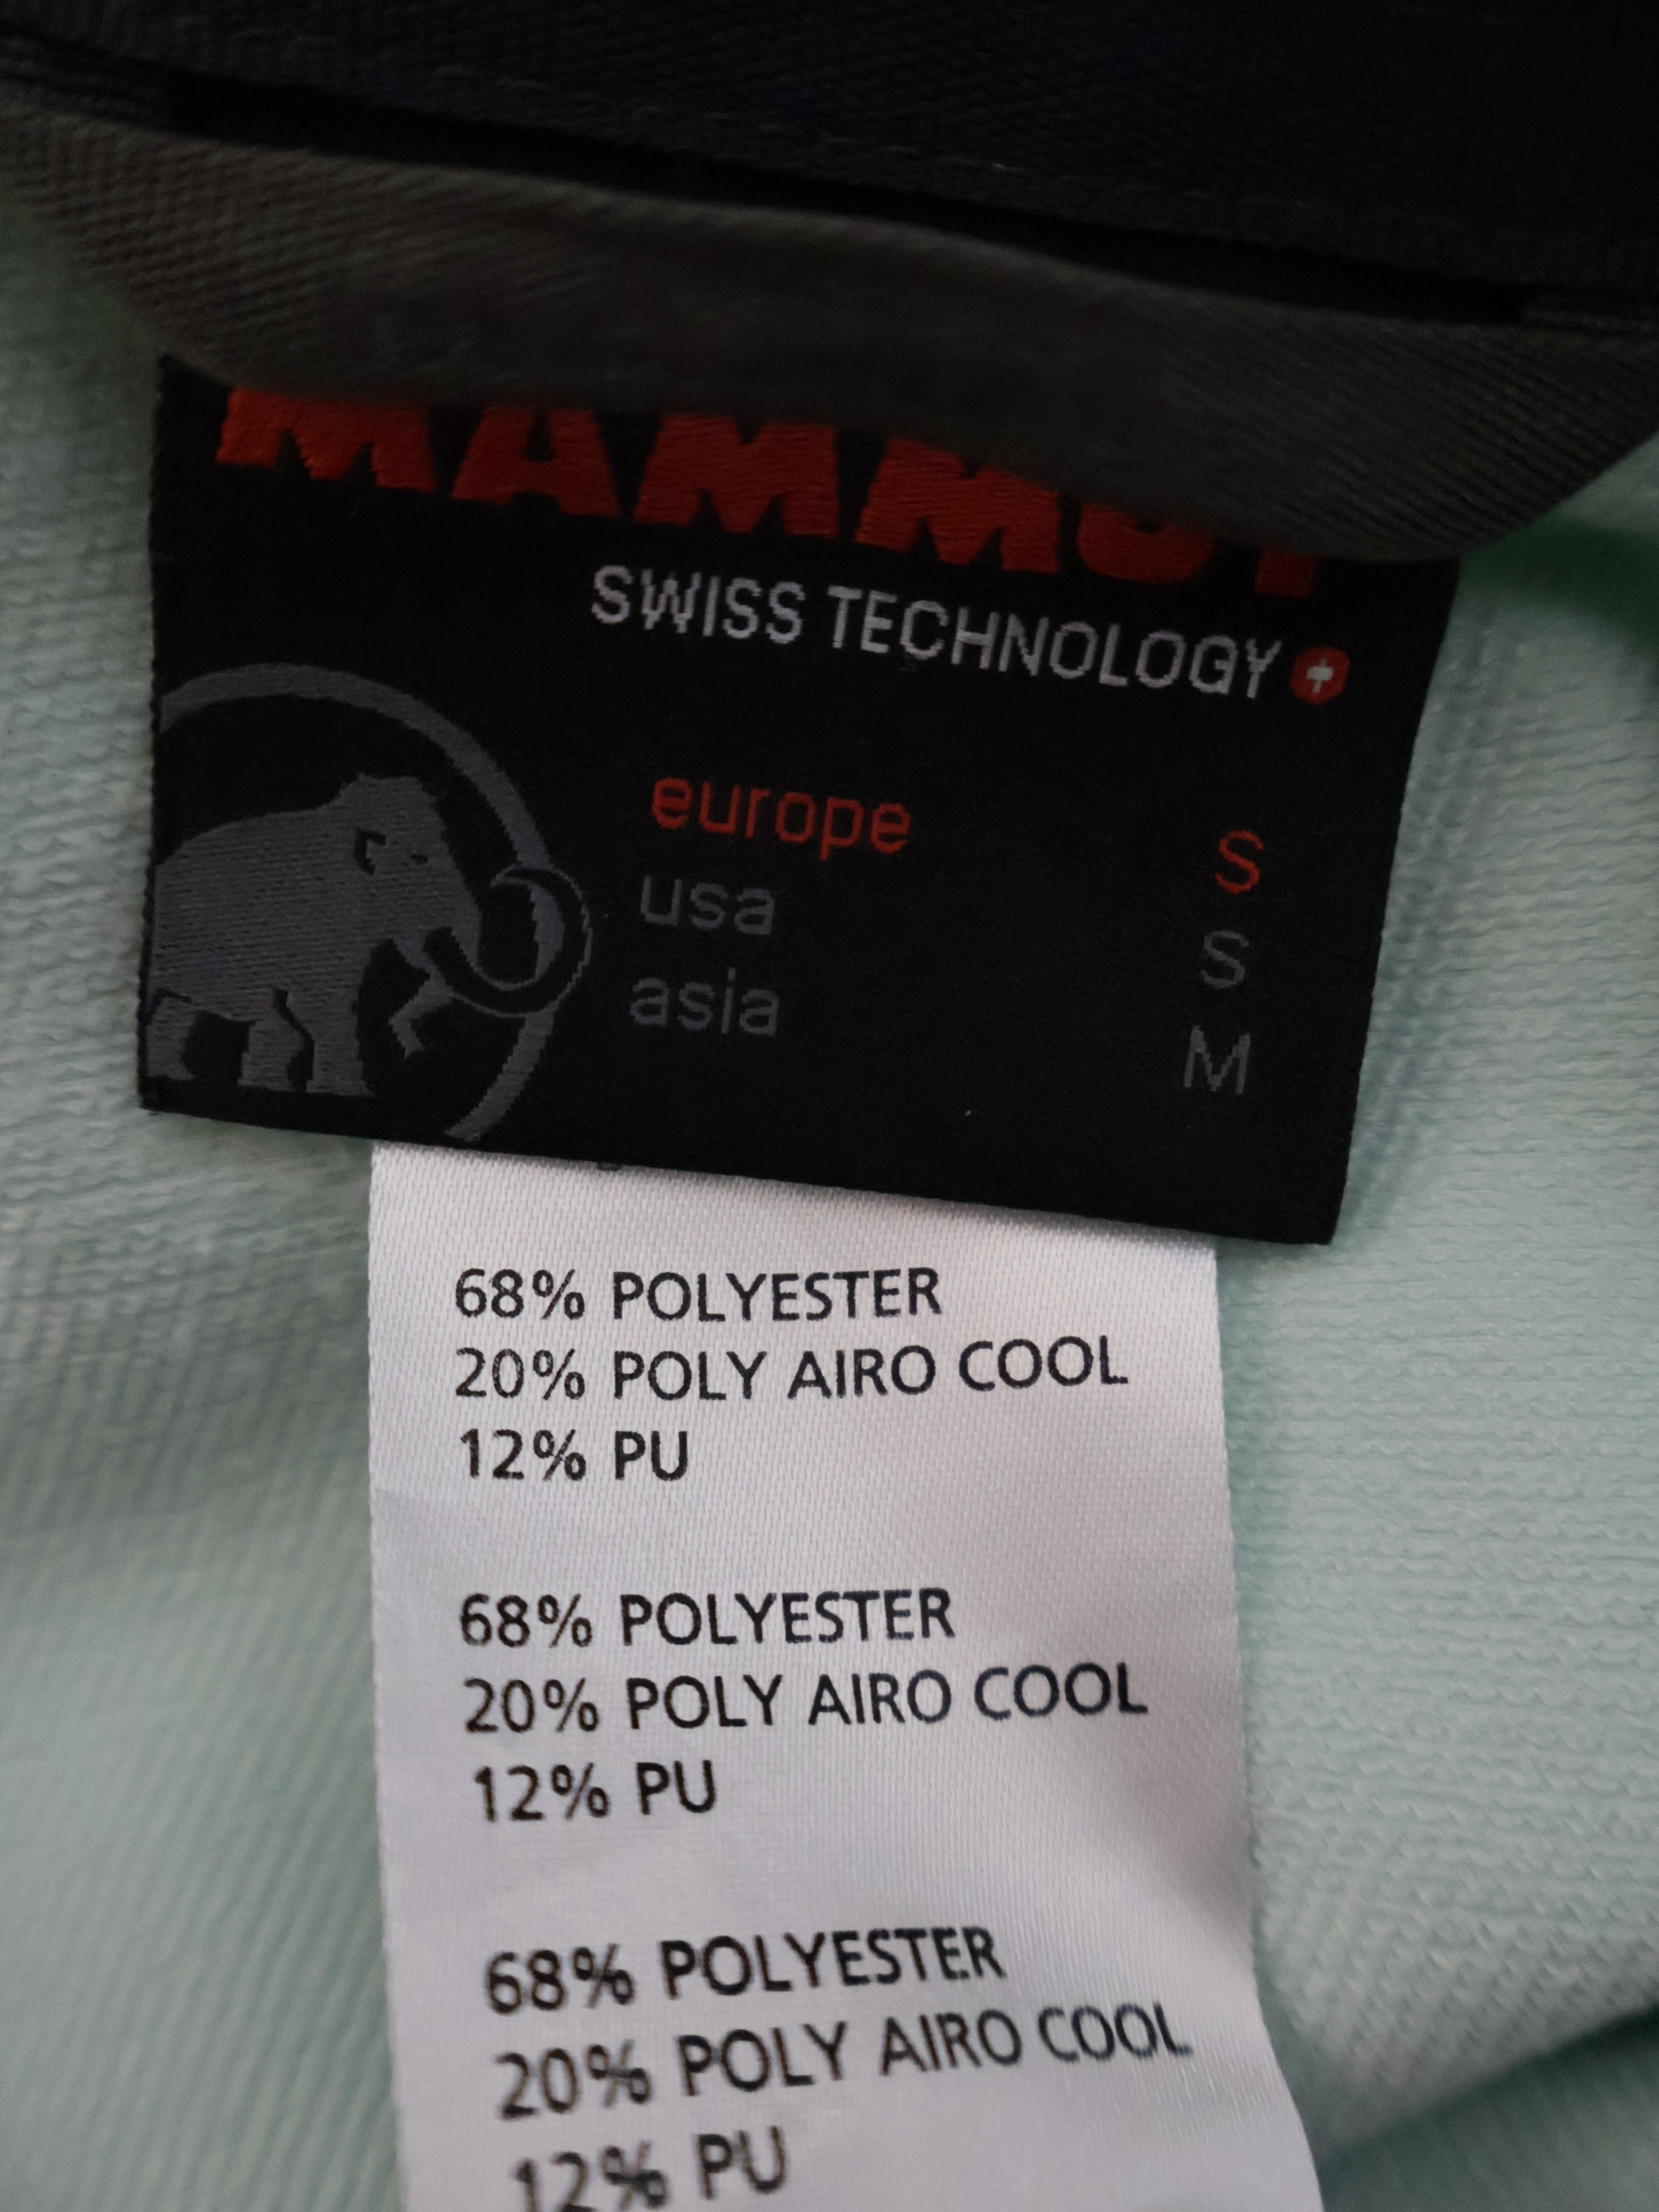 MAMMUT
SWISS TECHNOLOGY
europe S
usa S
asia M
68% POLYESTER
20% POLY AIRO COOL
12% PU
68% POLYESTER
20% POLY AIRO COOL
12% PU
68% POLYESTER
20% POLY AIRO COOL
12% PU